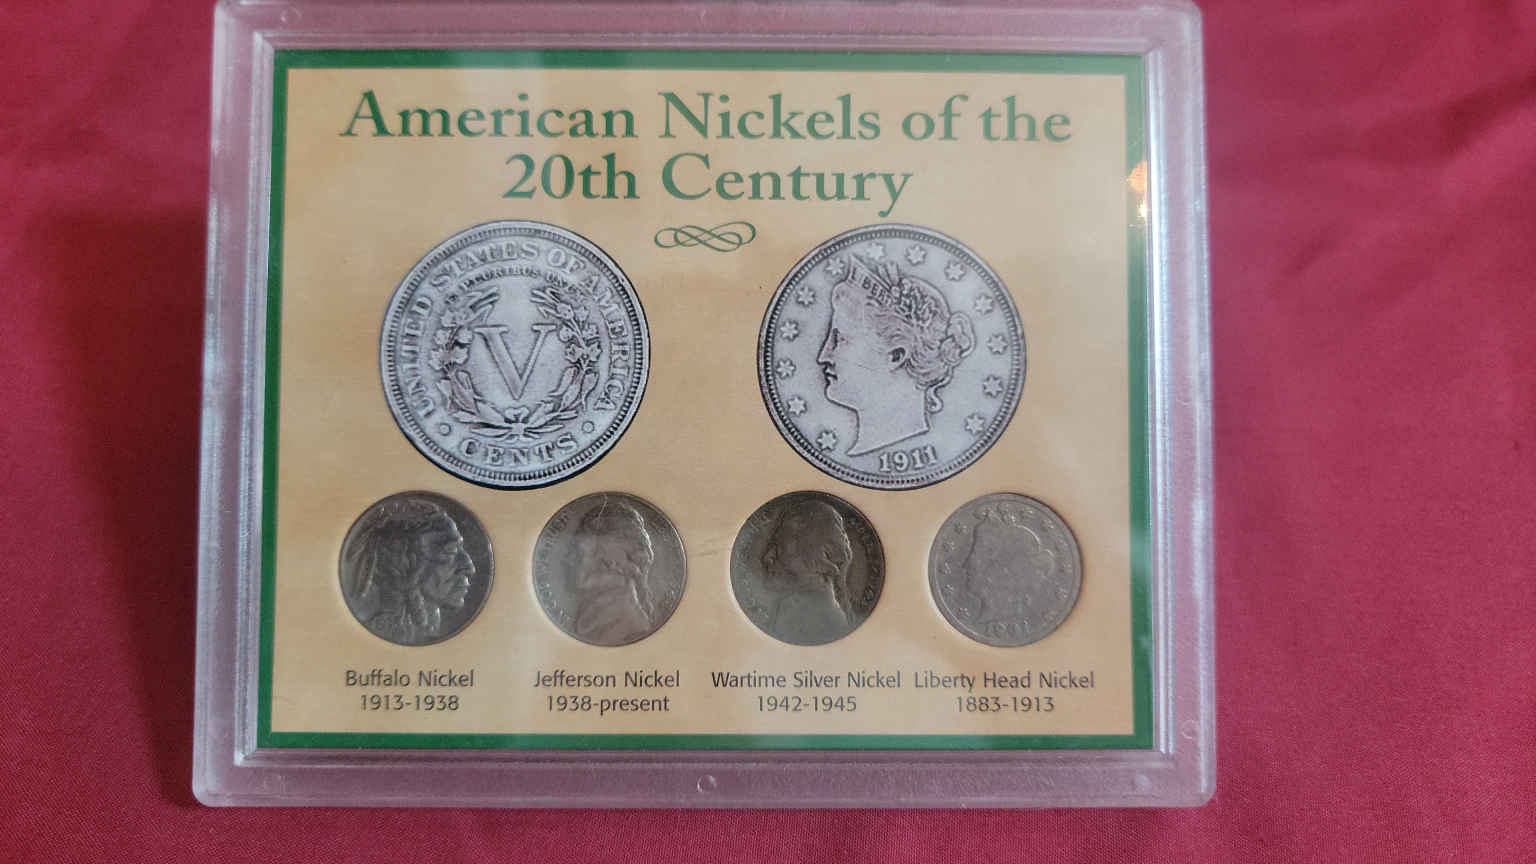 American Nickels of the
20th Century
UNITED STATES OF AMERICA
E PLURIBUS UNUM
V
CENTS
LIBERTY
1911
Buffalo Nickel
1913-1938
Jefferson Nickel
1938-present
Wartime Silver Nickel
1942-1945
Liberty Head Nickel
1883-1913